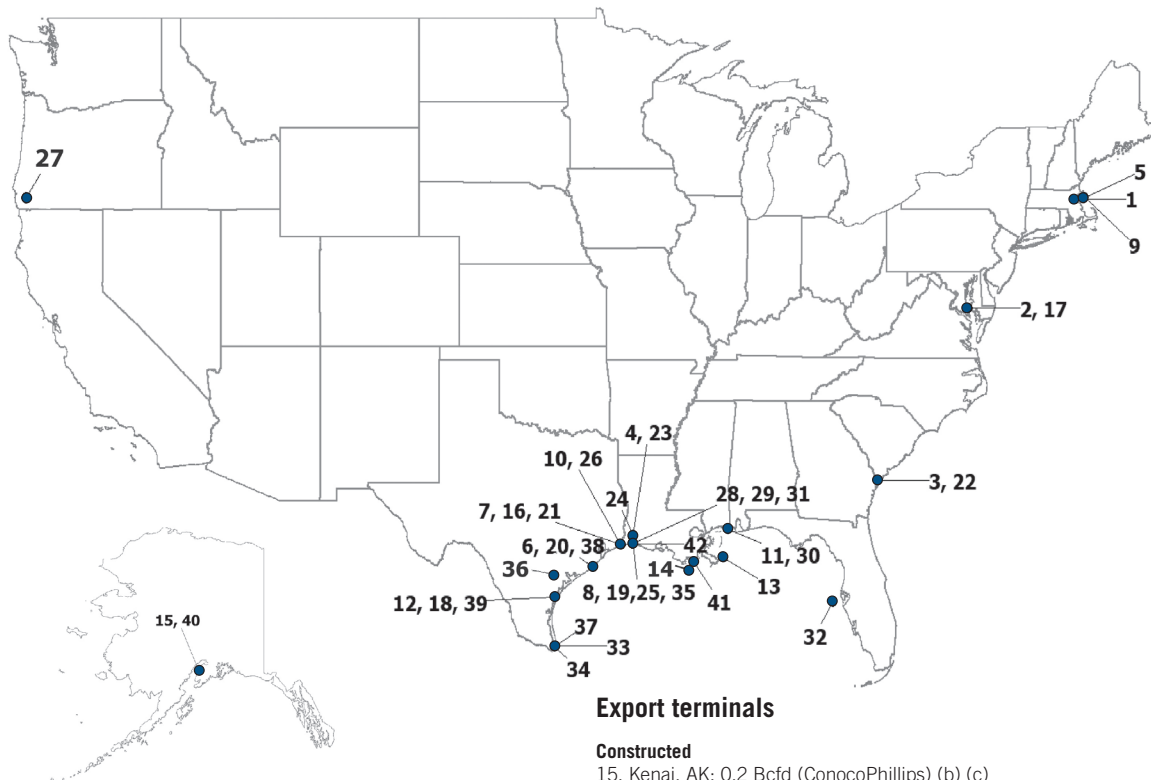 27
5
1
9
2, 17
4, 23
10, 26
3, 22
24
28, 29, 31
7, 16, 21
6, 20, 38
42
11, 30
36
14
13
8, 19,25, 35
41
12, 18, 39
32
37
33
34
15, 40
Export terminals
Constructed
15. Kenai, AK: 0.2 Bcfd (ConocoPhillips) (b) (c)